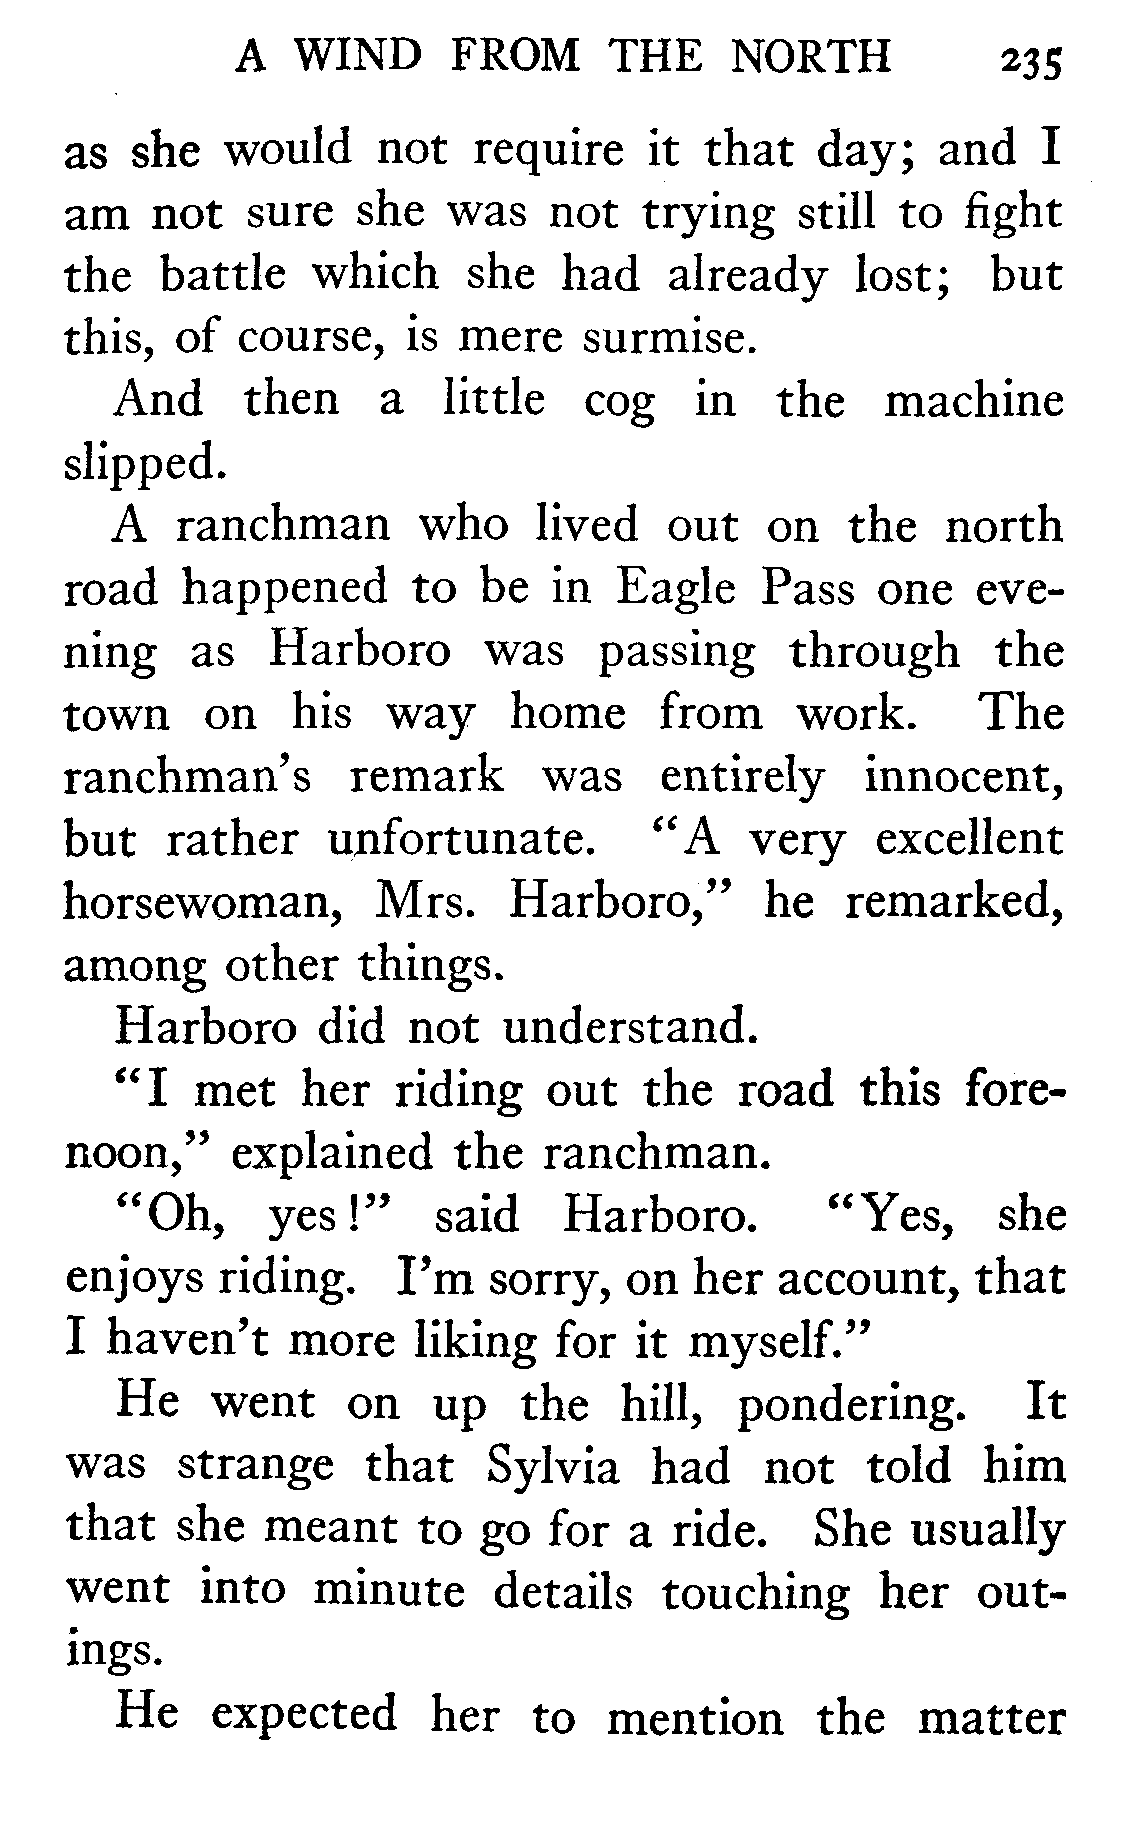 A WIND FROM THE NORTH 235
as she would not require it that day; and I
am not sure she was not trying still to fight
the battle which she had already lost; but
this, of course, is mere surmise.
And then a little cog in the machine
slipped.
A ranchman who lived out on the north
road happened to be in Eagle Pass one eve-
ning as Harboro was passing through the
town on his way home from work. The
ranchman's remark was entirely innocent,
but rather unfortunate. "A very excellent
horsewoman, Mrs. Harboro," he remarked,
among other things.
Harboro did not understand.
"I met her riding out the road this fore-
noon," explained the ranchman.
"Oh, yes!" said Harboro. "Yes, she
enjoys riding. I'm sorry, on her account, that
I haven't more liking for it myself."
He went on up the hill, pondering. It
was strange that Sylvia had not told him
that she meant to go for a ride. She usually
went into minute details touching her out-
ings.
He expected her to mention the matter